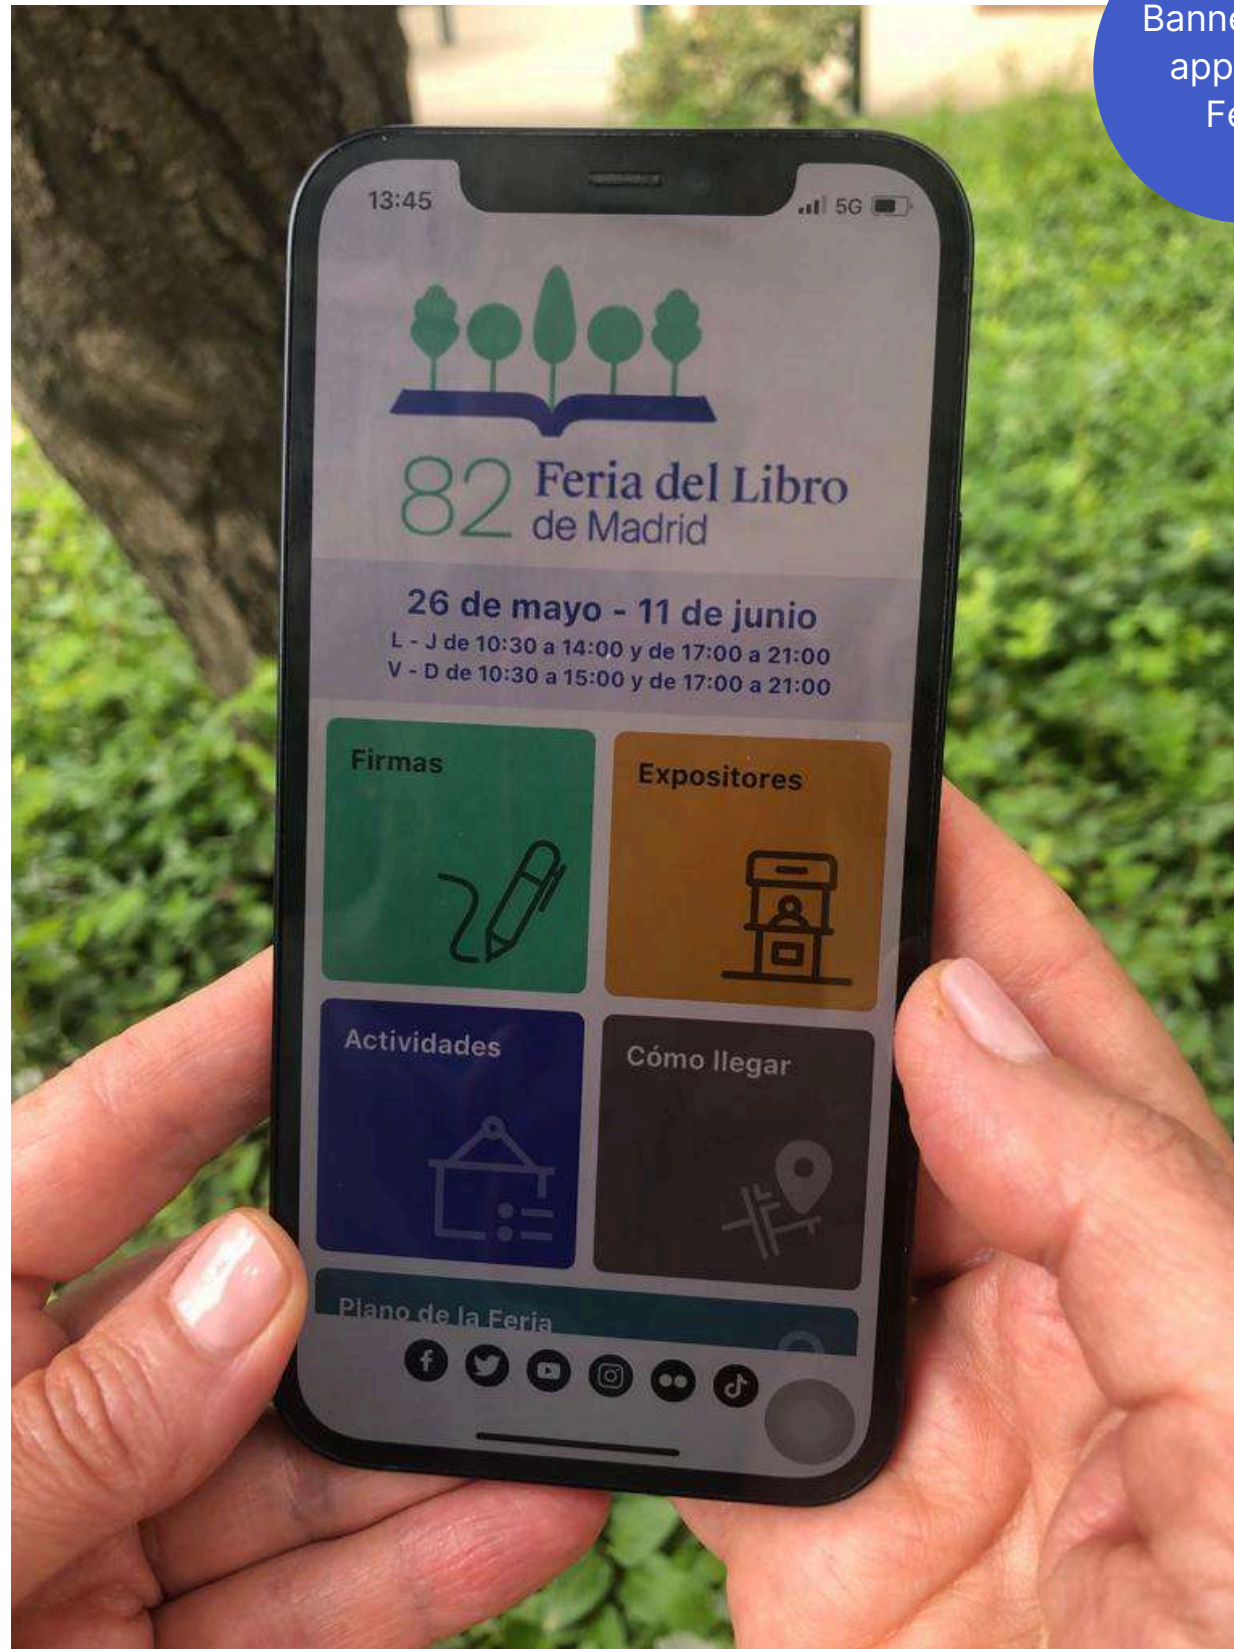 app
13:45
5G
82 Feria del Libro
de Madrid
26 de mayo - 11 de junio
L - J de 10:30 a 14:00 y de 17:00 a 21:00
V - D de 10:30 a 15:00 y de 17:00 a 21:00
Firmas
Expositores
Actividades
Cómo llegar
Plano de la Feria